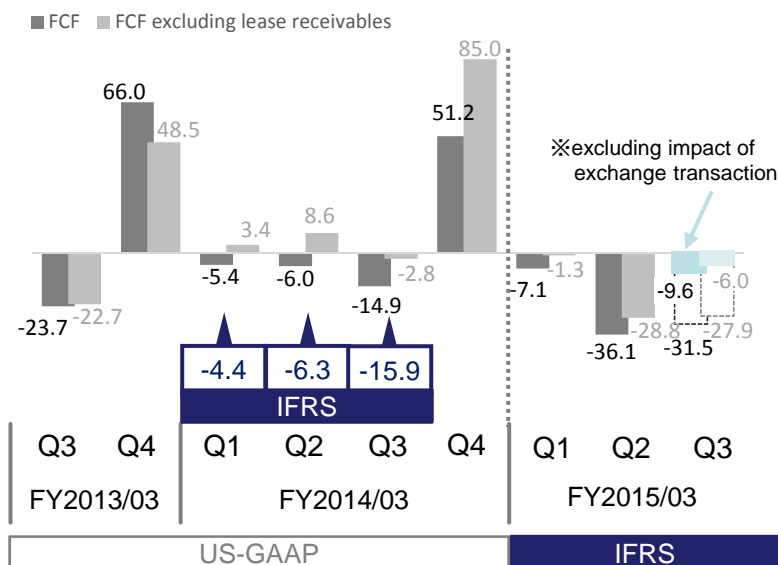 FCF FCF excluding lease receivables
85.0
66.0
51.2
48.5
※excluding impact of
exchange transaction
3.4
8.6
-5.4
-6.0
-2.8
-14.9
-23.7
-22.7
-7.1
-1.3
-36.1
-28.8
-9.6
-6.0
-31.5
-27.9
-4.4 -6.3 -15.9
IFRS
Q3 Q4 Q1 Q2 Q3 Q4 Q1 Q2 Q3
FY2013/03 FY2014/03 FY2015/03
US-GAAP IFRS